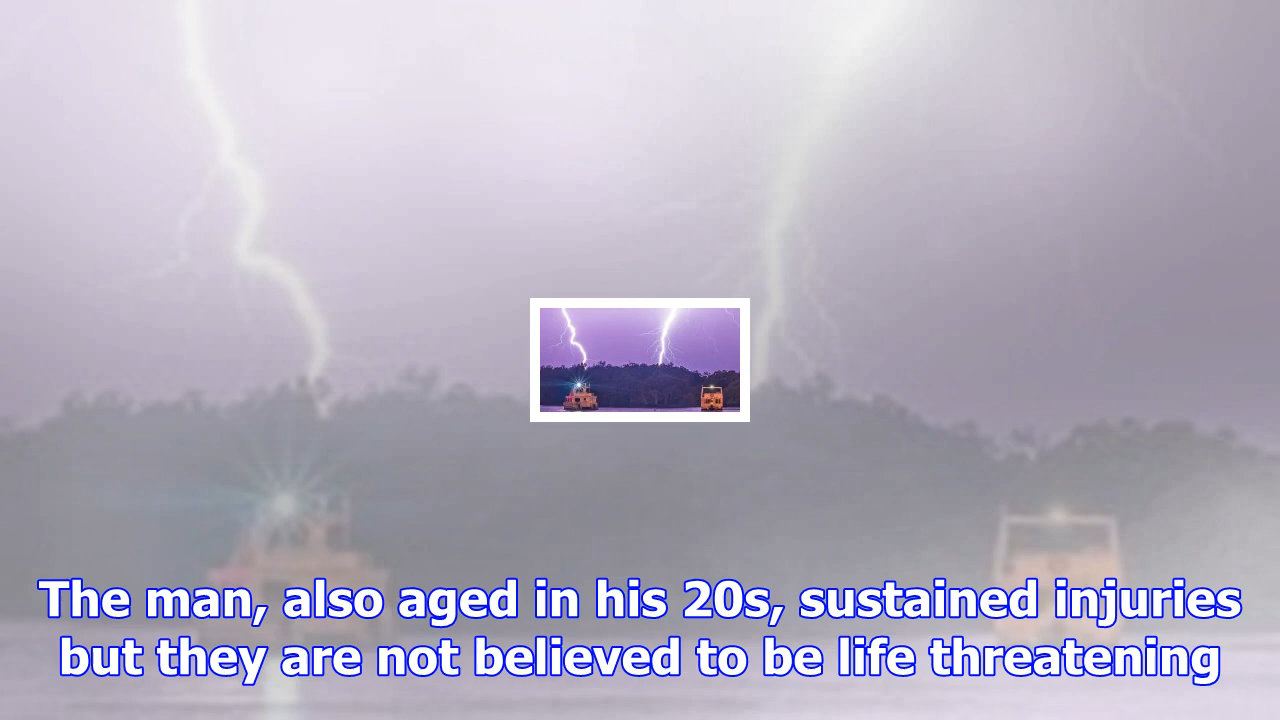 The man, also aged in his 20s, sustained injuries
but they are not believed to be life threatening